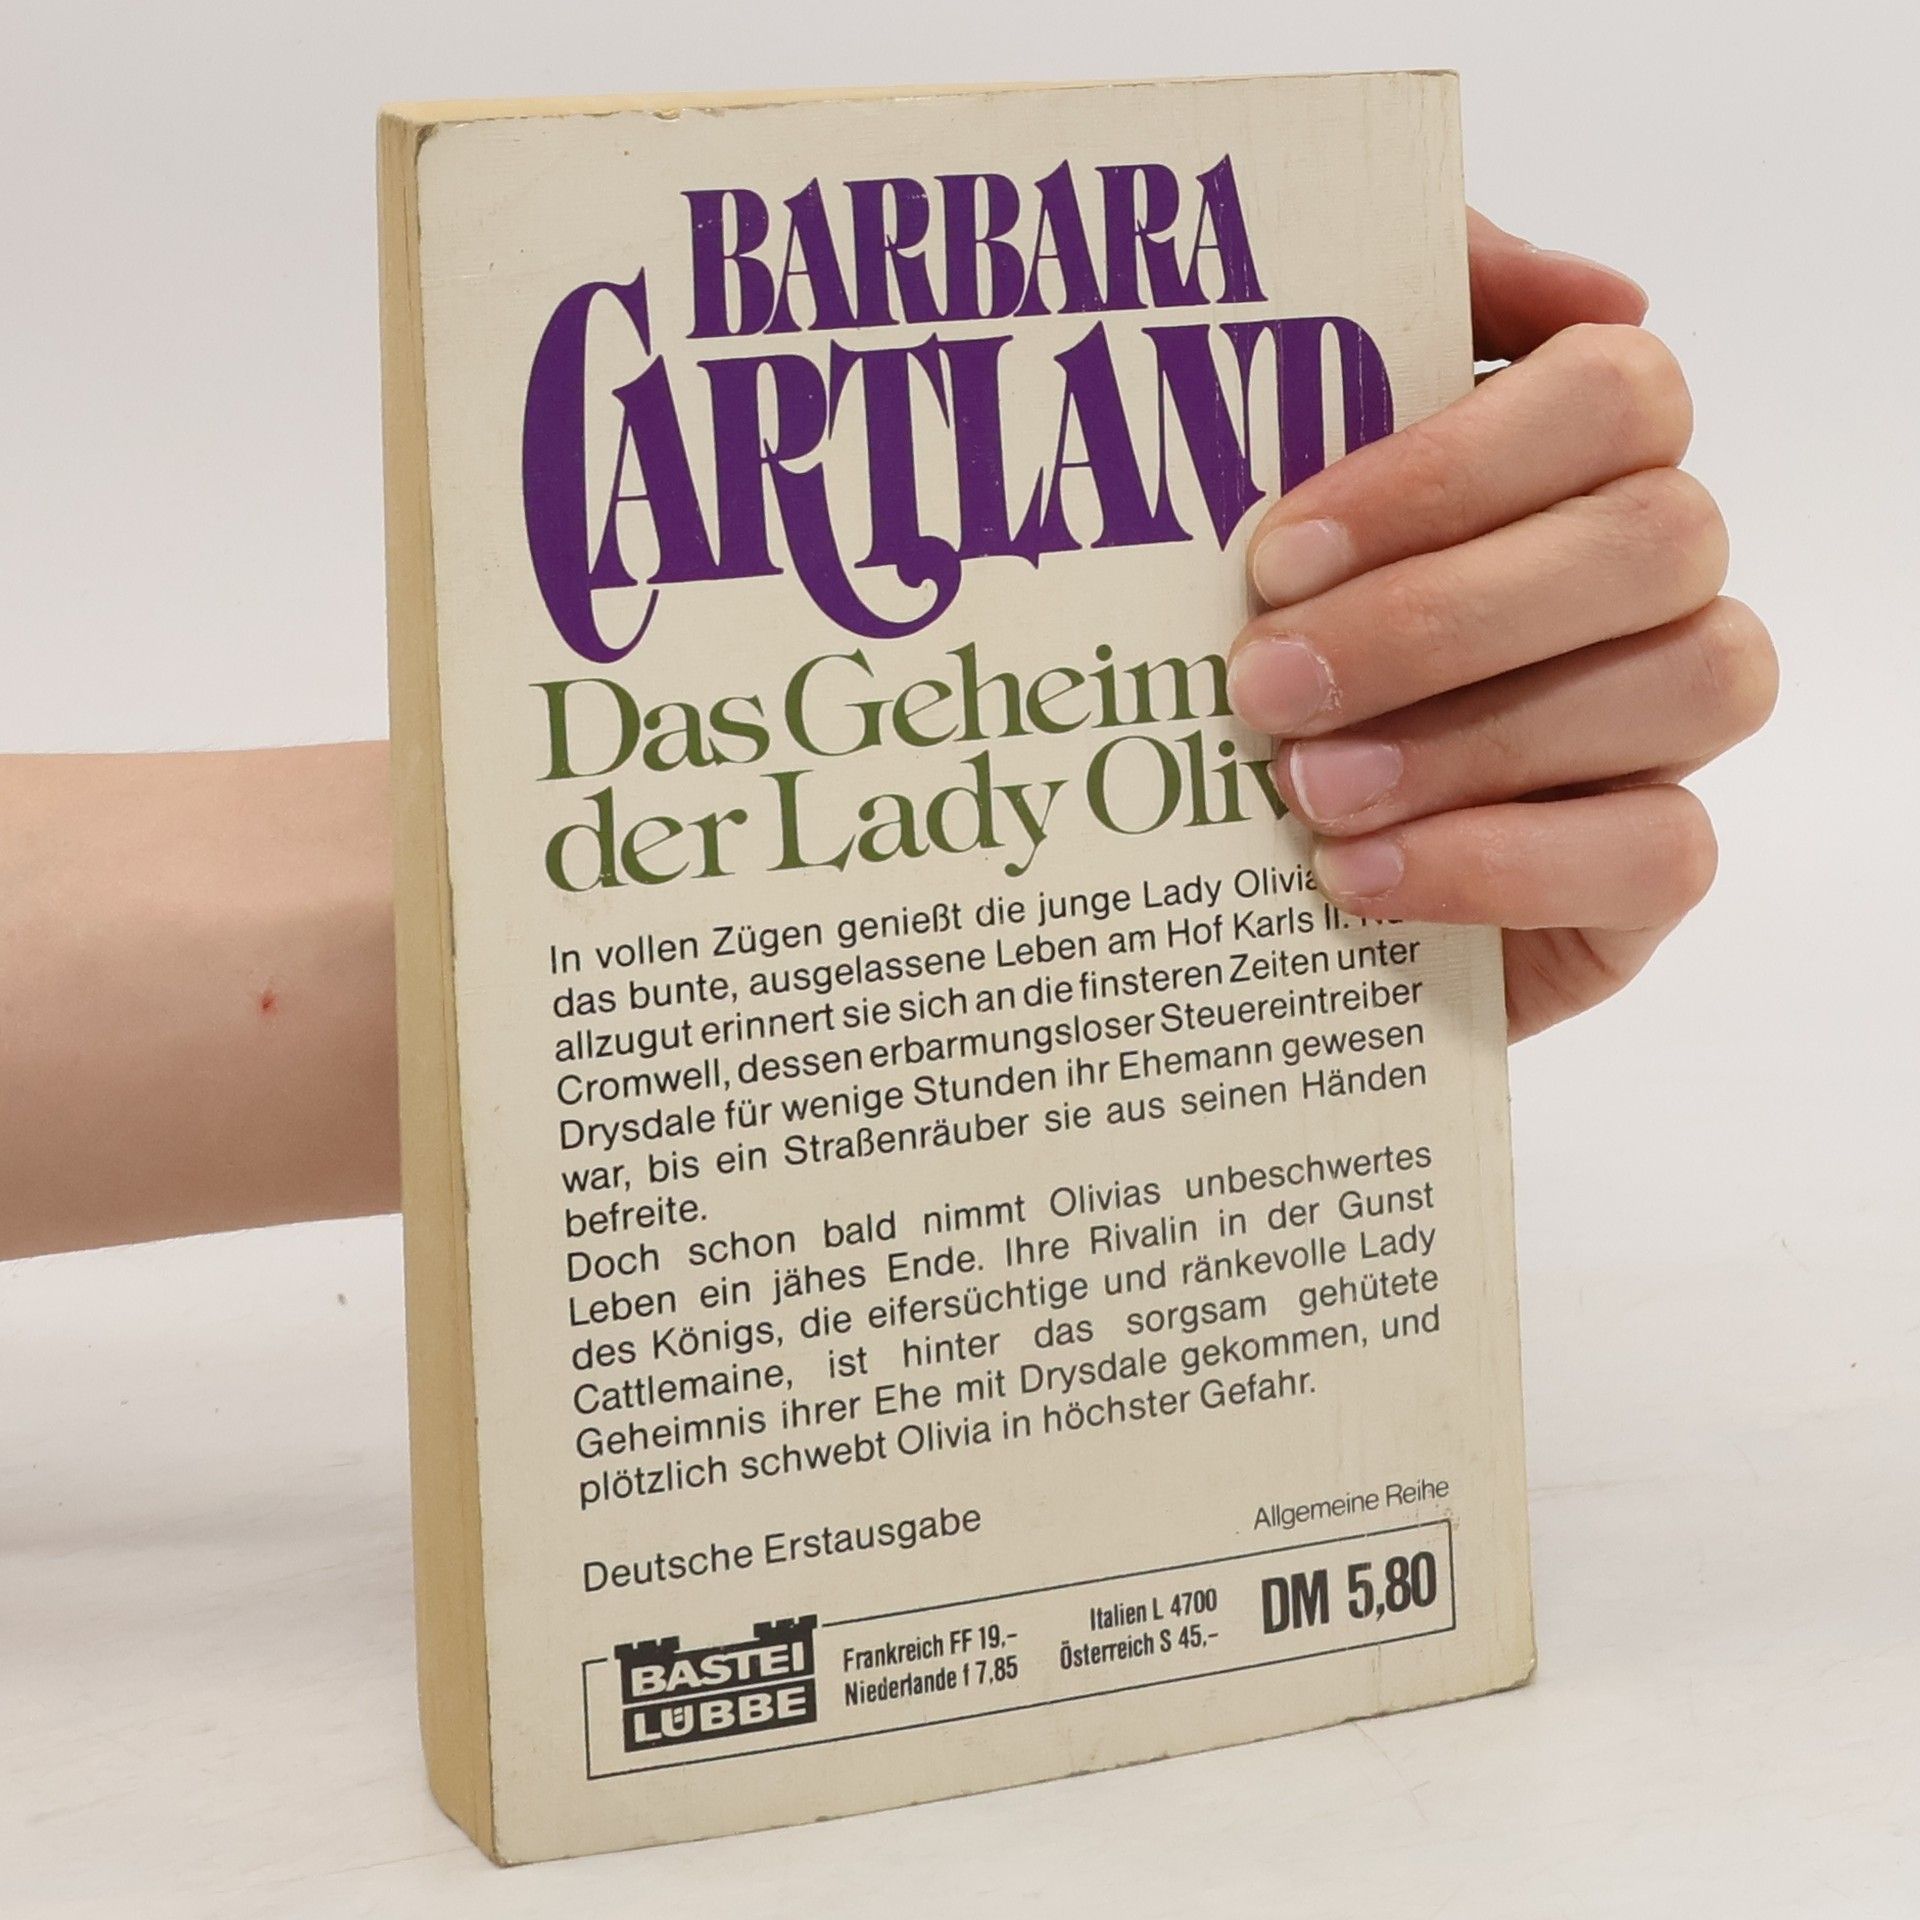 BARBARA
CARTLAND
Das Geheim
der Lady Oliv
In vollen Zügen genießt die junge Lady Olivia
das bunte, ausgelassene Leben am Hof Karls II.
allzugut erinnert sie sich an die finsteren Zeiten unter
Cromwell, dessen erbarmungsloser Steuereintreiber
Drysdale für wenige Stunden ihr Ehemann gewesen
war, bis ein Straßenräuber sie aus seinen Händen
befreite.
Doch schon bald nimmt Olivias unbeschwertes
Leben ein jähes Ende. Ihre Rivalin in der Gunst
des Königs, die eifersüchtige und ränkevolle Lady
Cattlemaine, ist hinter das sorgsam gehütete
Geheimnis ihrer Ehe mit Drysdale gekommen, und
plötzlich schwebt Olivia in höchster Gefahr.
Deutsche Erstausgabe
Allgemeine Reihe
BASTEI
LÜBBE
Frankreich FF 19,-
Niederlande f 7,85
Italien L 4700
Österreich S 45,-
DM 5,80